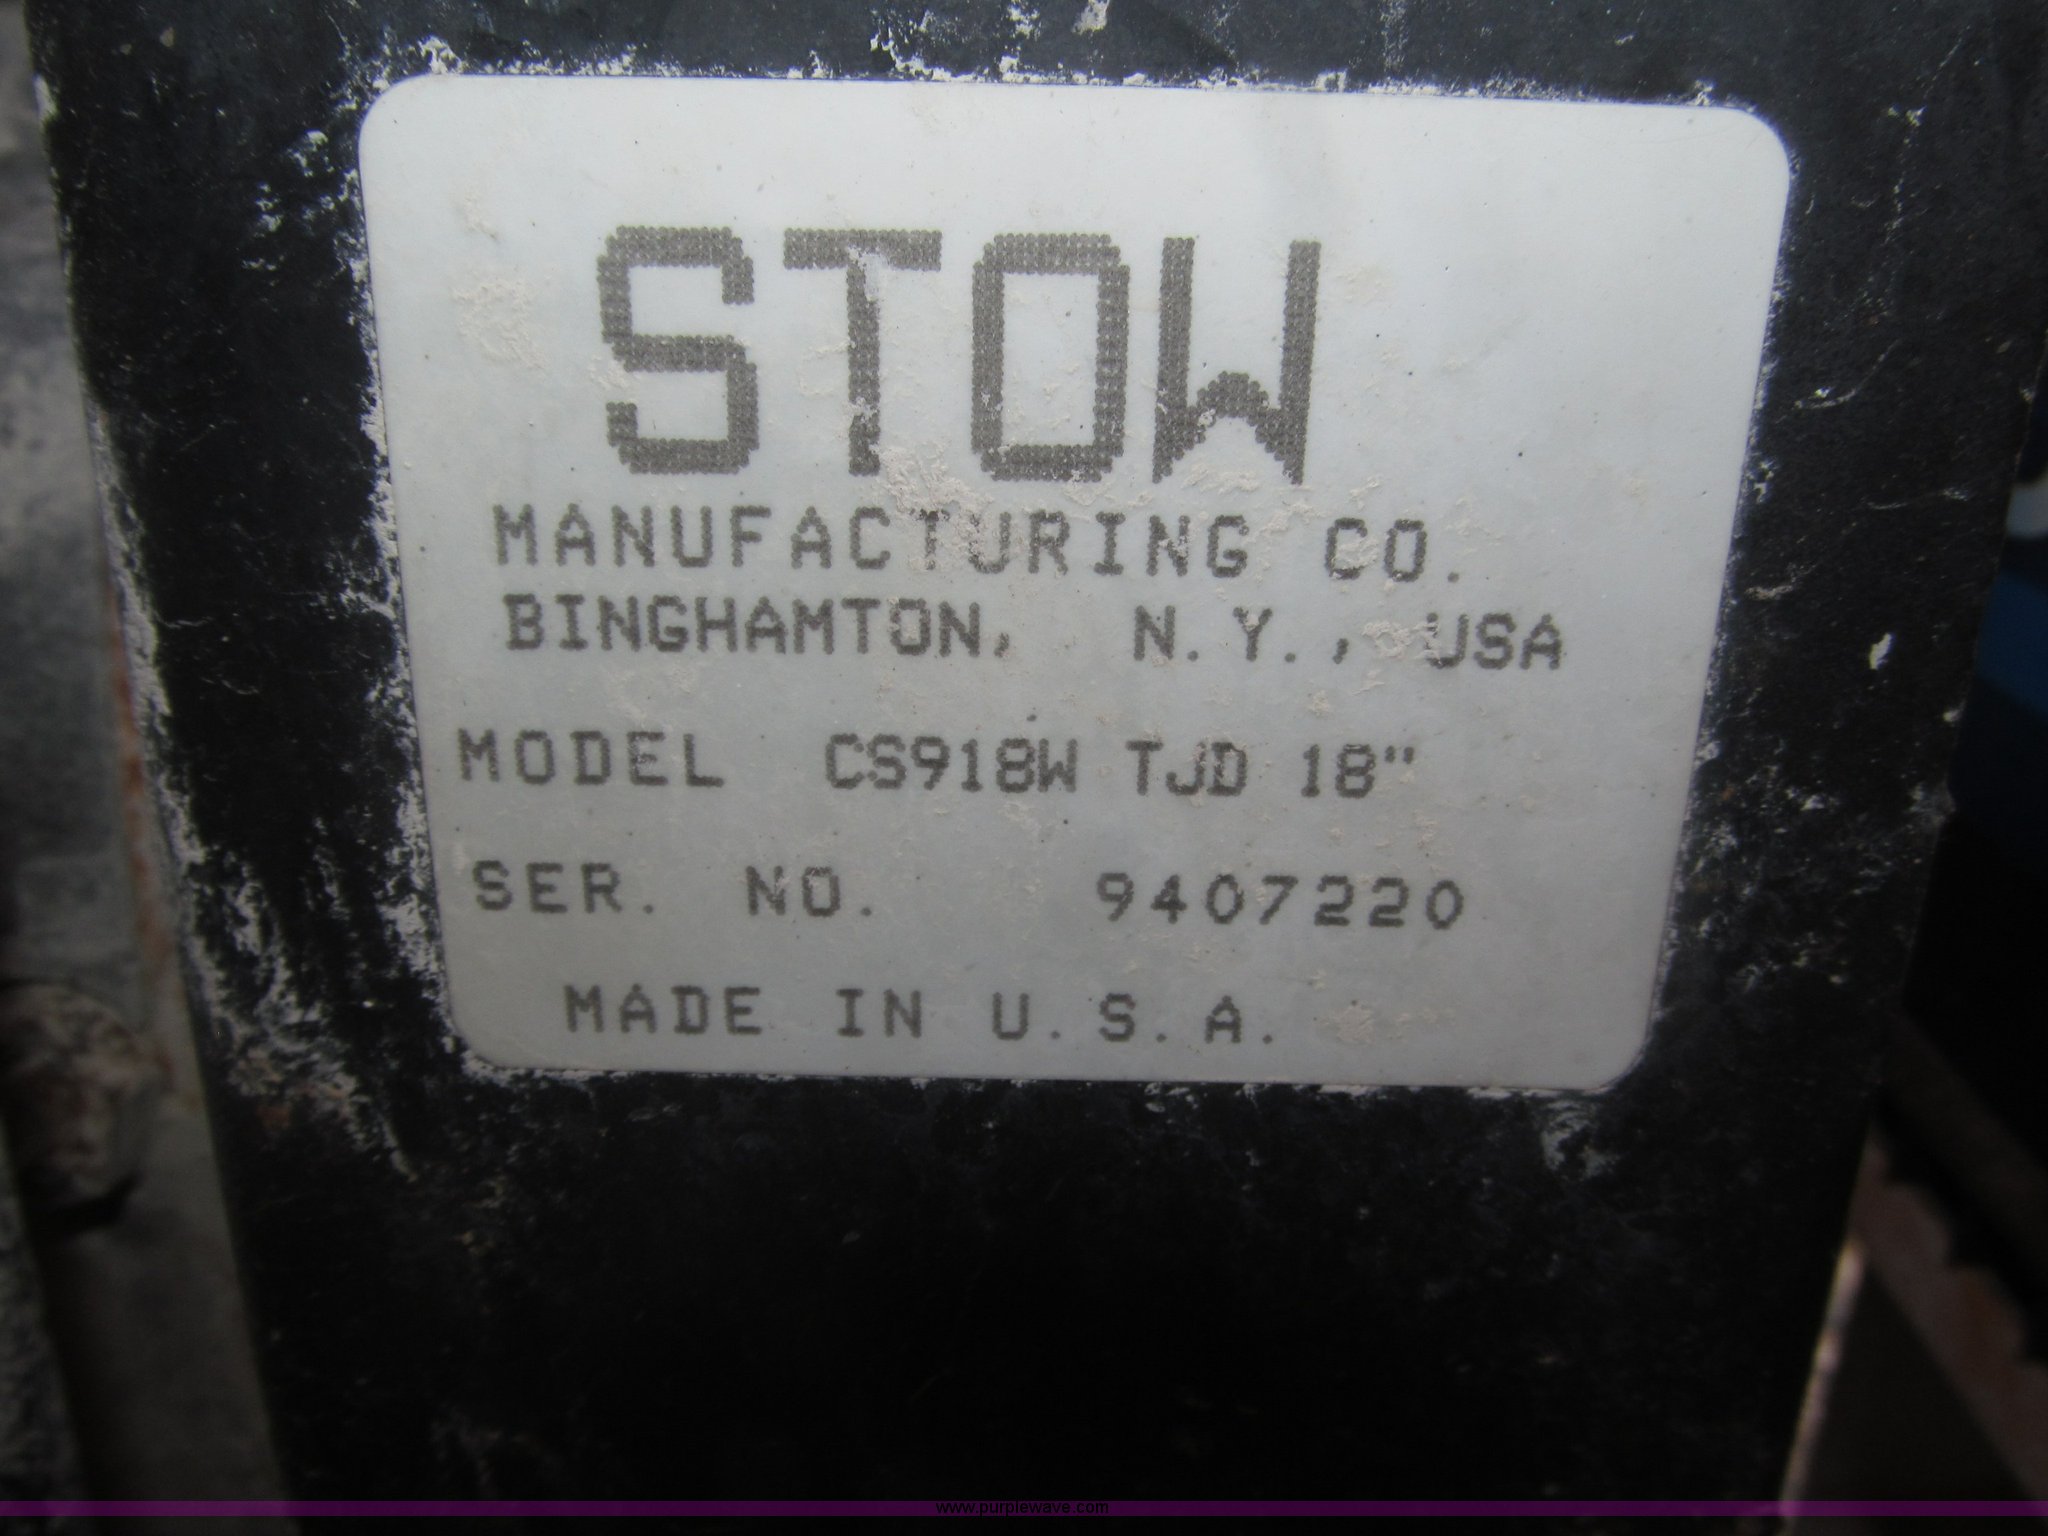 STOW
MANUFACTURING CO.
BINGHAMTON, N.Y., USA
MODEL CS918W TJD 18"
SER. NO. 9407220
MADE IN U.S.A.
www.purplewave.com